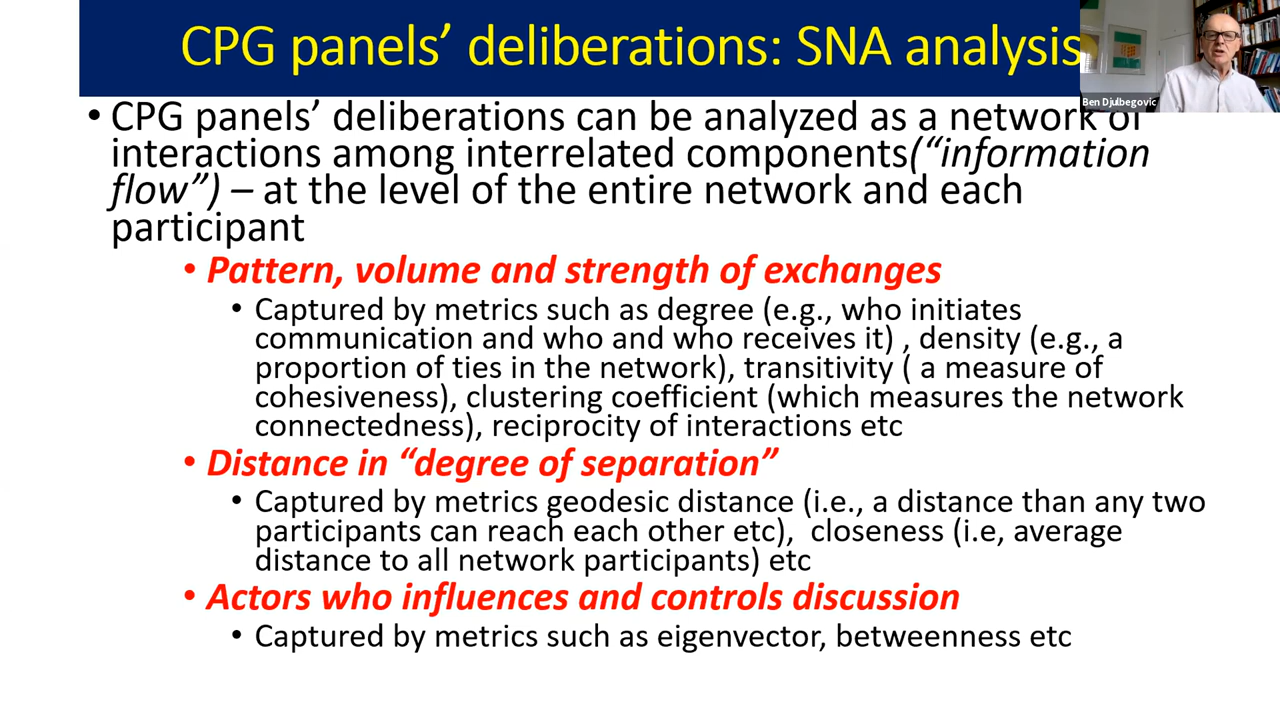 CPG panels' deliberations: SNA analysis
Ben Djulbegovic
• CPG panels' deliberations can be analyzed as a network of
interactions among interrelated components(“information
flow”) – at the level of the entire network and each
participant
• Pattern, volume and strength of exchanges
• Captured by metrics such as degree (e.g., who initiates
communication and who and who receives it) , density (e.g., a
proportion of ties in the network), transitivity ( a measure of
cohesiveness), clustering coefficient (which measures the network
connectedness), reciprocity of interactions etc
• Distance in “degree of separation”
• Captured by metrics geodesic distance (i.e., a distance than any two
participants can reach each other etc), closeness (i.e, average
distance to all network participants) etc
• Actors who influences and controls discussion
• Captured by metrics such as eigenvector, betweenness etc